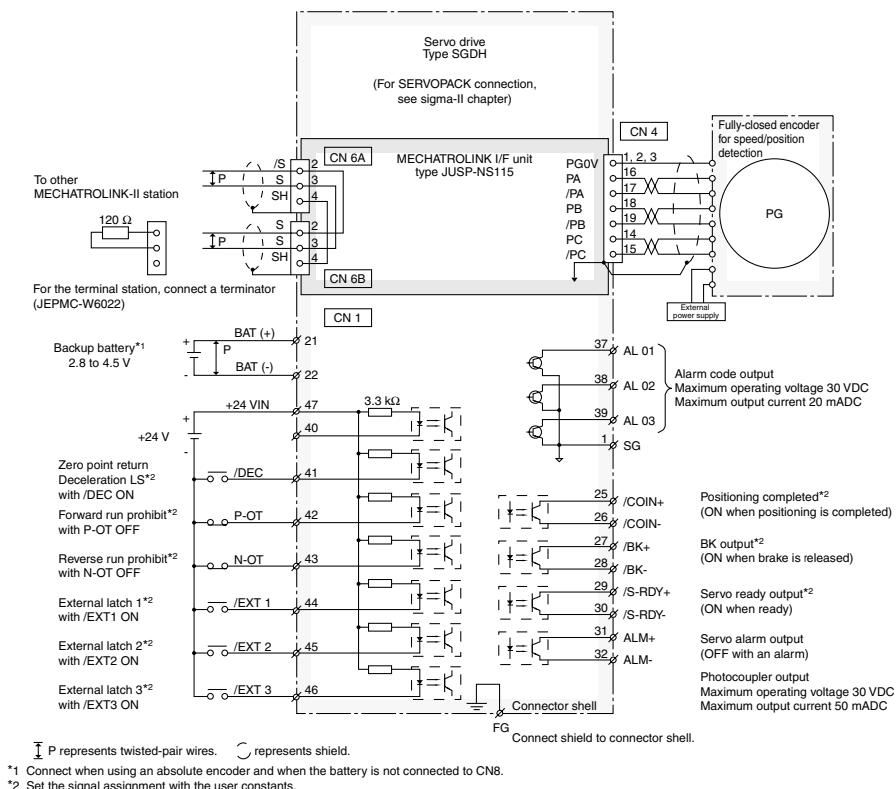 Servo drive
Type SGDH
(For SERVOPACK connection,
see sigma-II chapter)
CN 4
Fully-closed encoder
for speed/position
detection
CN 6A
MECHATROLINK I/F unit
type JUSP-NS115
/S 2
P S 3
SH 4
To other
MECHATROLINK-II station
120 Ω
S 2
P S 3
SH 4
CN 6B
PG0V 1, 2, 3
PA 16
/PA 17
PB 18
/PB 19
PC 14
/PC 15
PG
External
power supply
For the terminal station, connect a terminator
(JEPMC-W6022)
CN 1
Backup battery*1
2.8 to 4.5 V
+
-
P
BAT (+) 21
BAT (-) 22
+24 VIN 47
3.3 kΩ
40
+
+24 V
-
Zero point return
Deceleration LS*2
with /DEC ON
/DEC 41
Forward run prohibit*2
with P-OT OFF
P-OT 42
Reverse run prohibit*2
with N-OT OFF
N-OT 43
External latch 1*2
with /EXT1 ON
/EXT 1 44
External latch 2*2
with /EXT2 ON
/EXT 2 45
External latch 3*2
with /EXT3 ON
/EXT 3 46
37 AL 01
38 AL 02
39 AL 03
1 SG
Alarm code output
Maximum operating voltage 30 VDC
Maximum output current 20 mADC
25 /COIN+
26 /COIN-
Positioning completed*2
(ON when positioning is completed)
27 /BK+
28 /BK-
BK output*2
(ON when brake is released)
29 /S-RDY+
30 /S-RDY-
Servo ready output*2
(ON when ready)
31 ALM+
32 ALM-
Servo alarm output
(OFF with an alarm)
Photocoupler output
Maximum operating voltage 30 VDC
Maximum output current 50 mADC
Connector shell
FG
Connect shield to connector shell.
P represents twisted-pair wires. represents shield.
*1 Connect when using an absolute encoder and when the battery is not connected to CN8.
*2 Set the signal assignment with the user constants.